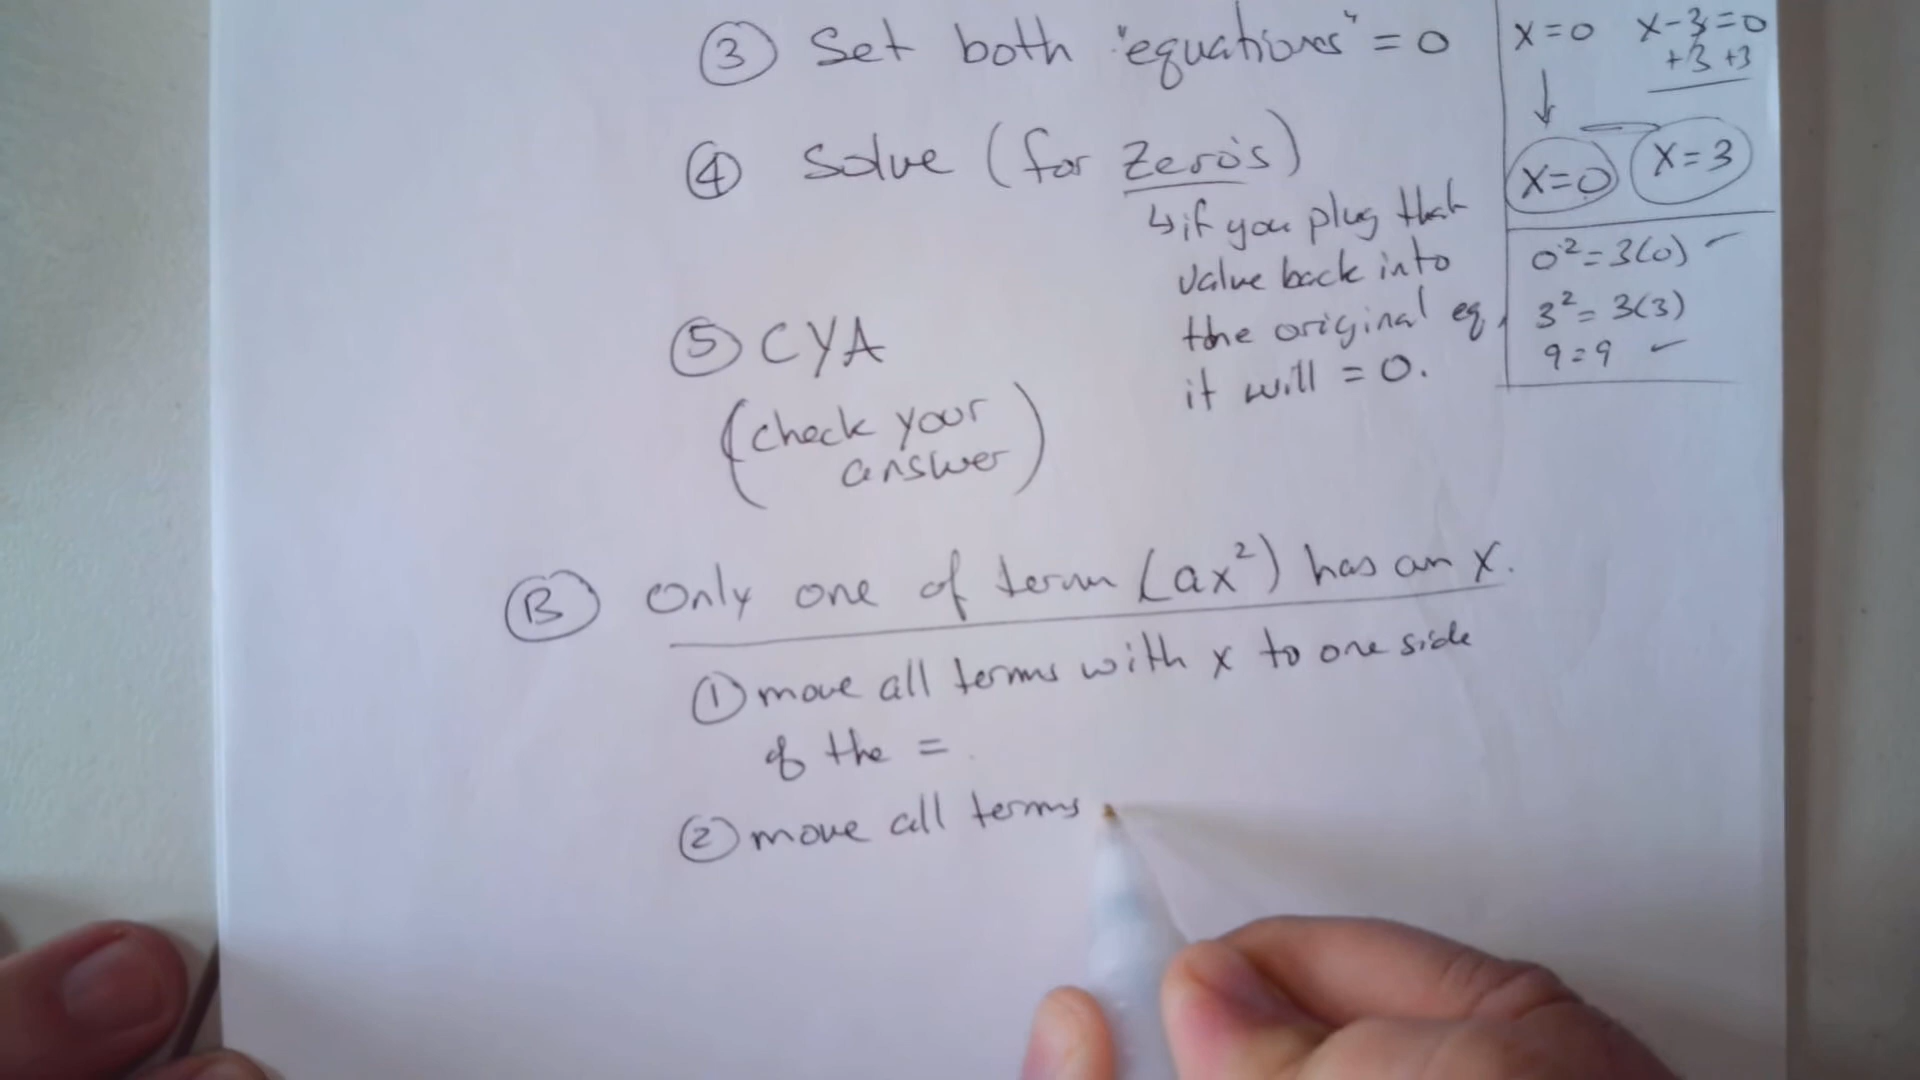 ③ Set both "equations" = 0
④ Solve (for Zero's)
↳ if you plug that
value back into
the original eq,
it will = 0.
⑤ CYA
(check your
answer)
x=0 x-3=0
+3 +3
x=0 x=3
0²=3(0) ✓
3²=3(3)
9=9 ✓
Ⓑ Only one of term (ax²) has an x.
① move all terms with x to one side
of the = .
② move all terms